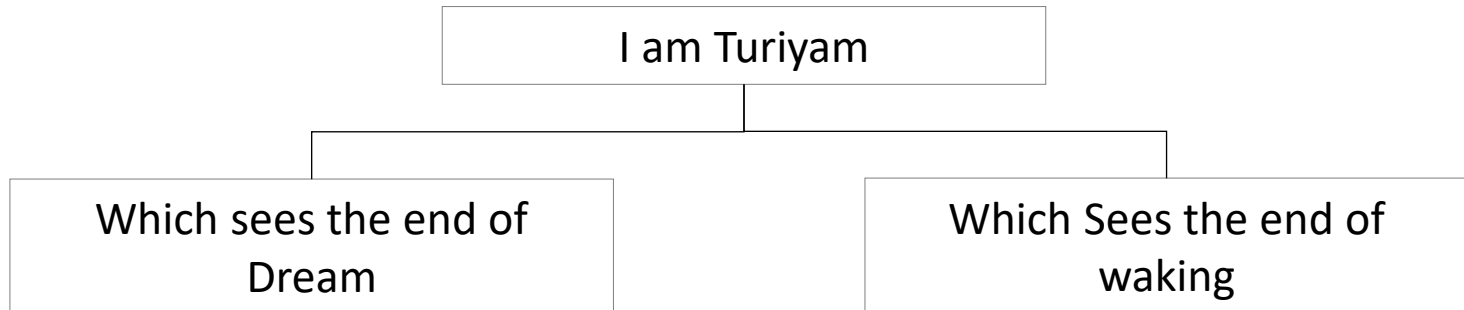 I am Turiyam
Which sees the end of
Dream
Which Sees the end of
waking